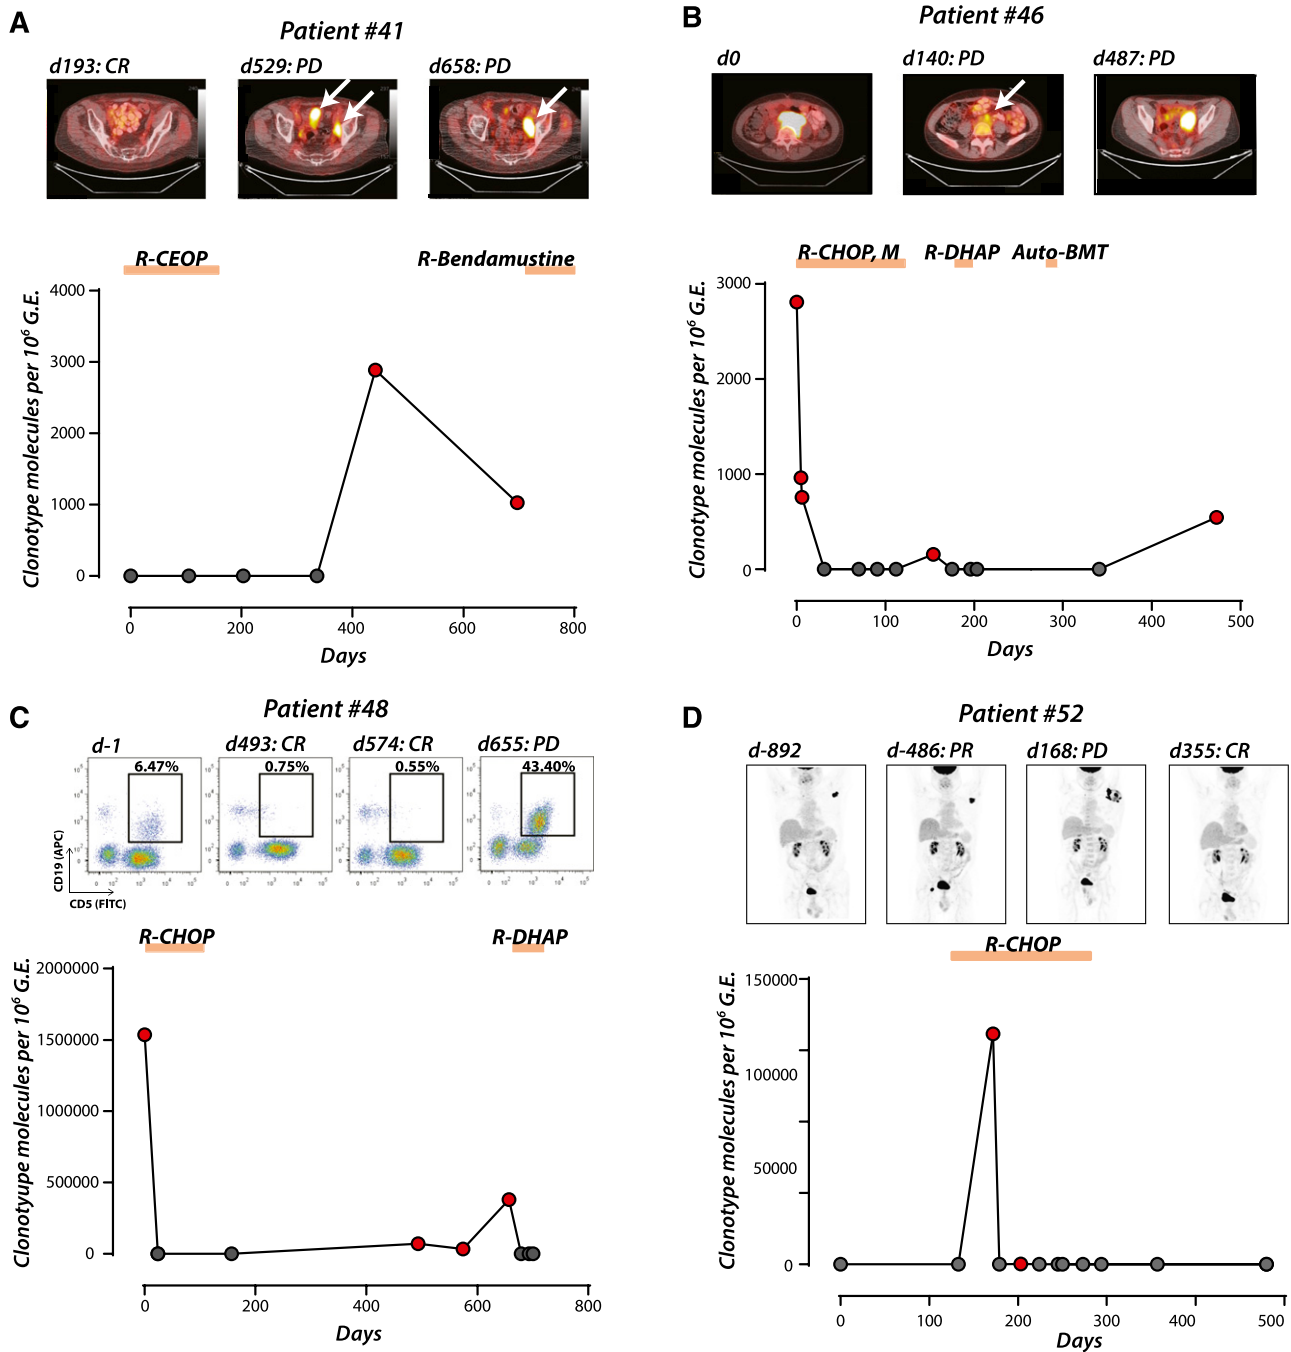 A
Patient #41
d193: CR
d529: PD
d658: PD
R-CEOP
R-Bendamustine
Clonotype molecules per 10⁶ G.E.
4000
3000
2000
1000
0
0
200
400
600
800
Days
B
Patient #46
d0
d140: PD
d487: PD
R-CHOP, M
R-DHAP
Auto-BMT
Clonotype molecules per 10⁶ G.E.
3000
2000
1000
0
0
100
200
300
400
500
Days
C
Patient #48
d-1
d493: CR
d574: CR
d655: PD
6.47%
0.75%
0.55%
43.40%
CD19 (APC)
CD5 (FITC)
R-CHOP
R-DHAP
Clonotyupe molecules per 10⁶ G.E.
2000000
1500000
1000000
500000
0
0
200
400
600
800
Days
D
Patient #52
d-892
d-486: PR
d168: PD
d355: CR
R-CHOP
Clonotype molecules per 10⁶ G.E.
150000
100000
50000
0
0
100
200
300
400
500
Days